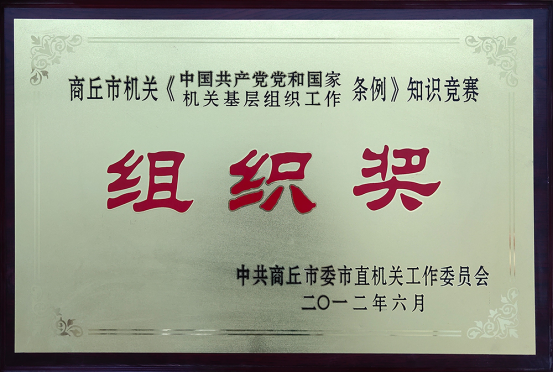 商丘市机关《中国共产党党和国家机关基层组织工作条例》知识竞赛
组织奖
中共商丘市委市直机关工作委员会
二〇一二年六月